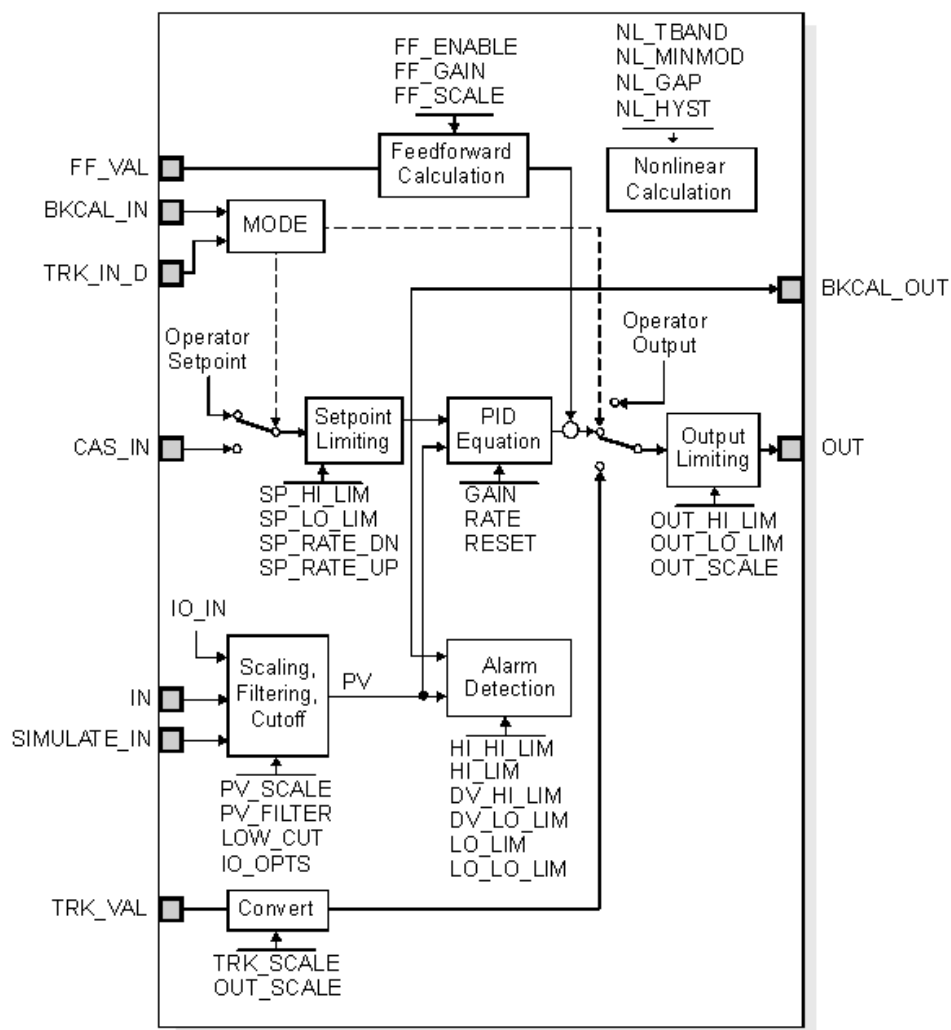 FF_ENABLE
FF_GAIN
FF_SCALE
NL_TBAND
NL_MINMOD
NL_GAP
NL_HYST
FF_VAL
Feedforward
Calculation
Nonlinear
Calculation
BKCAL_IN
MODE
TRK_IN_D
BKCAL_OUT
Operator
Setpoint
Operator
Output
CAS_IN
Setpoint
Limiting
PID
Equation
Output
Limiting
OUT
SP_HI_LIM
SP_LO_LIM
SP_RATE_DN
SP_RATE_UP
GAIN
RATE
RESET
OUT_HI_LIM
OUT_LO_LIM
OUT_SCALE
IO_IN
IN
SIMULATE_IN
Scaling,
Filtering,
Cutoff
PV
Alarm
Detection
PV_SCALE
PV_FILTER
LOW_CUT
IO_OPTS
HI_HI_LIM
HI_LIM
DV_HI_LIM
DV_LO_LIM
LO_LIM
LO_LO_LIM
TRK_VAL
Convert
TRK_SCALE
OUT_SCALE